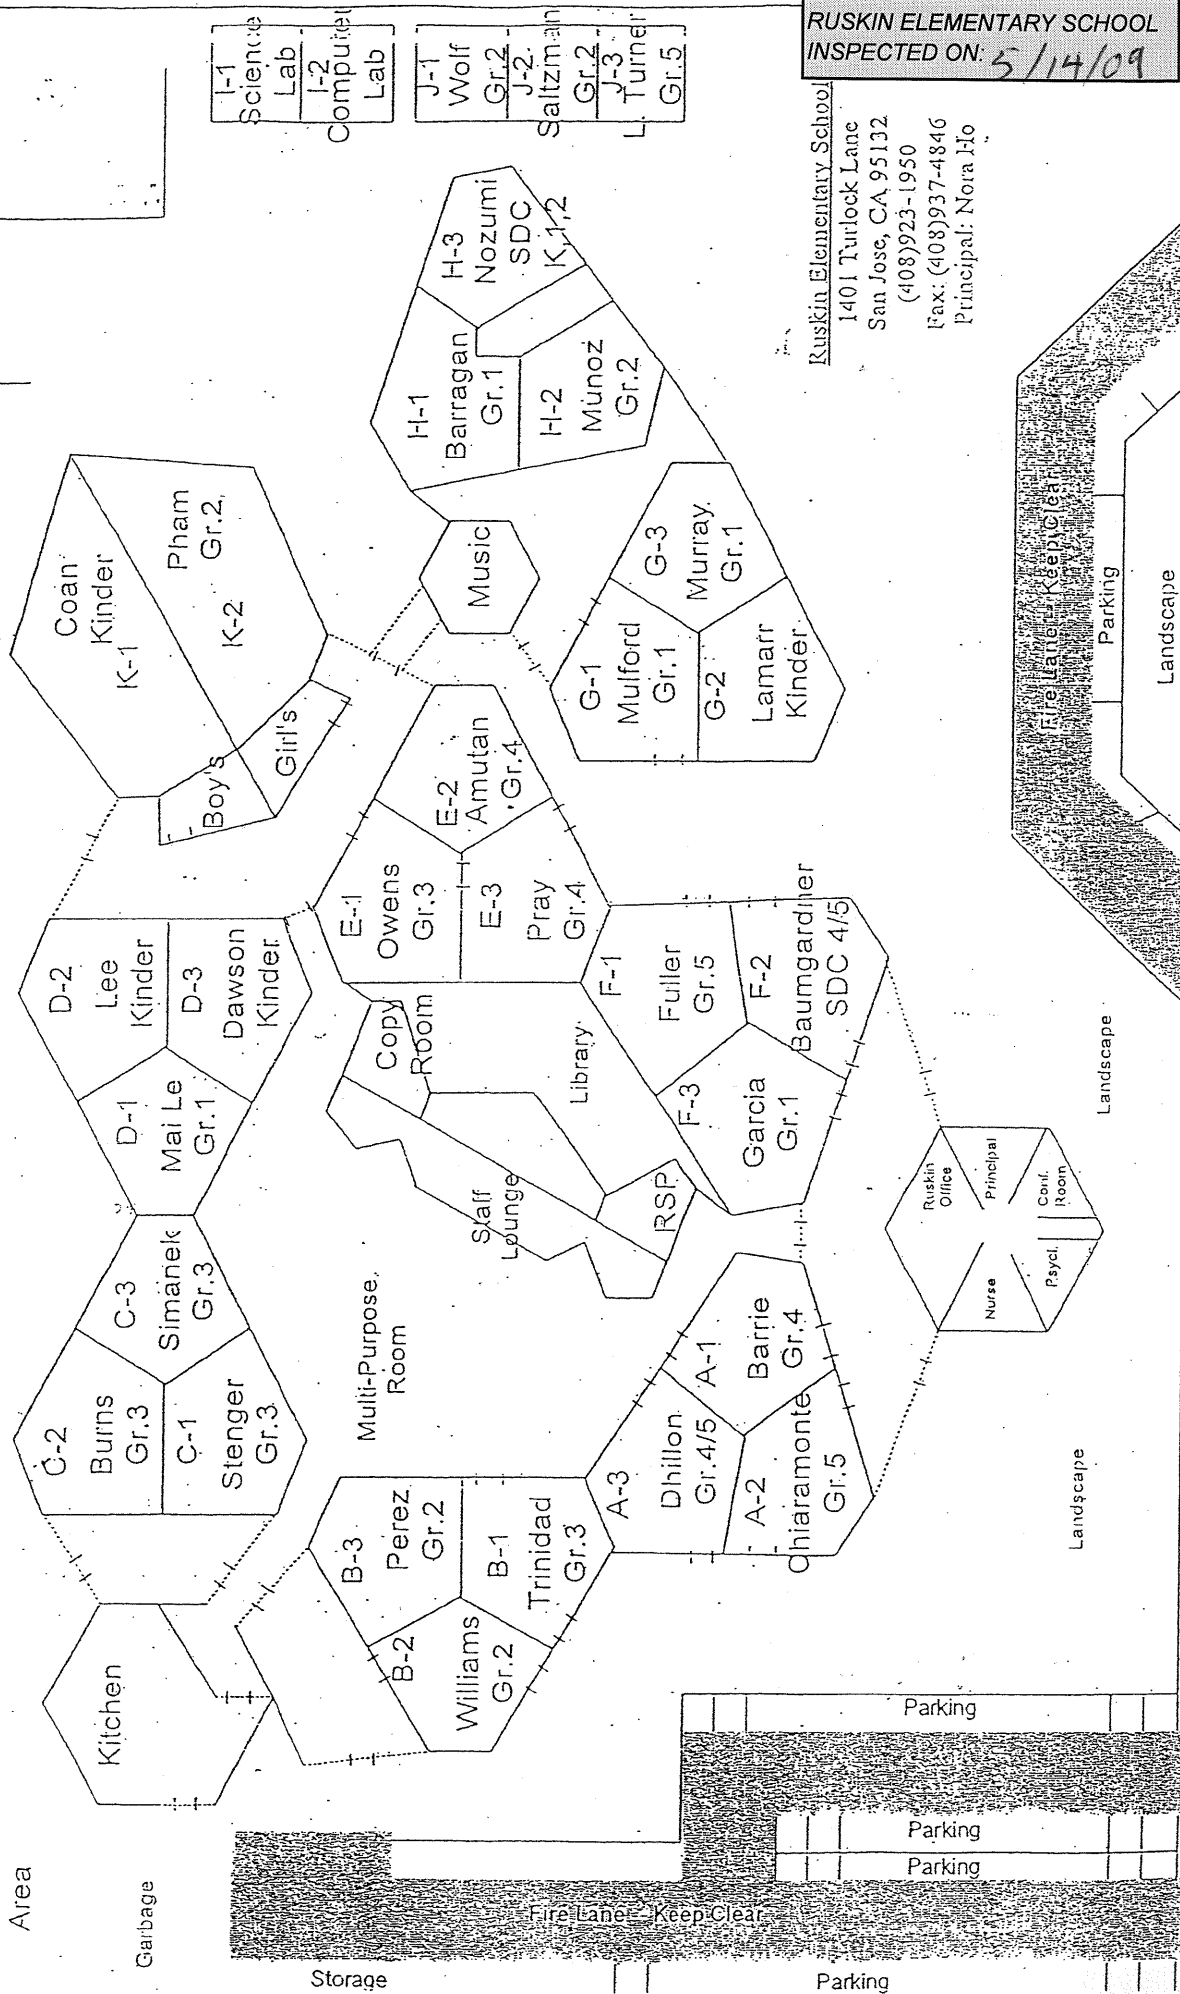 RUSKIN ELEMENTARY SCHOOL
INSPECTED ON: 5/14/09
Ruskin Elementary School
1401 Turlock Lane
San Jose, CA 95132
(408)923-1950
Fax: (408)937-4846
Principal: Nora Ho
I-1
Science
Lab
I-2
Computer
Lab
J-1
Wolf
Gr.2
J-2
Saltzman
Gr.2
J-3
L. Turner
Gr.5
H-3
Nozumi
SDC
K,1,2
H-1
Barragan
Gr.1
H-2
Munoz
Gr.2
Coan
Kinder
K-1
Pham
Gr.2
K-2
Boy's
Girl's
Music
G-3
Murray
Gr.1
G-1
Mulford
Gr.1
G-2
Lamarr
Kinder
E-2
Amutan
Gr.4
E-1
Owens
Gr.3
E-3
Pray
Gr.4
D-2
Lee
Kinder
D-3
Dawson
Kinder
D-1
Mai Le
Gr.1
F-1
Fuller
Gr.5
F-2
Baumgardner
SDC 4/5
F-3
Garcia
Gr.1
Copy
Room
Library
Staff
Lounge
RSP
C-3
Simanek
Gr.3
C-2
Burns
Gr.3
C-1
Stenger
Gr.3
Multi-Purpose
Room
A-1
Barrie
Gr.4
A-3
Dhillon
Gr.4/5
A-2
Chiaramonte
Gr.5
B-3
Perez
Gr.2
B-1
Trinidad
Gr.3
B-2
Williams
Gr.2
Kitchen
Ruskin
Office
Principal
Conf.
Room
Psycl.
Nurse
Landscape
Landscape
Landscape
Parking
Fire Lane - Keep Clear
Parking
Parking
Parking
Fire Lane - Keep Clear
Parking
Storage
Garbage
Area